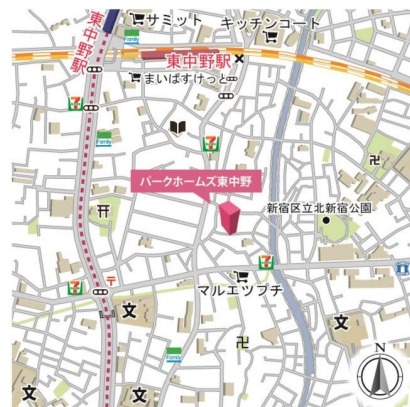 サミット
キッチンコート
Family
東中野駅
東中野駅
まいばすけっと
Family
パークホームズ東中野
新宿区立北新宿公園
マルエツプチ
文
文
Family
文
文
N